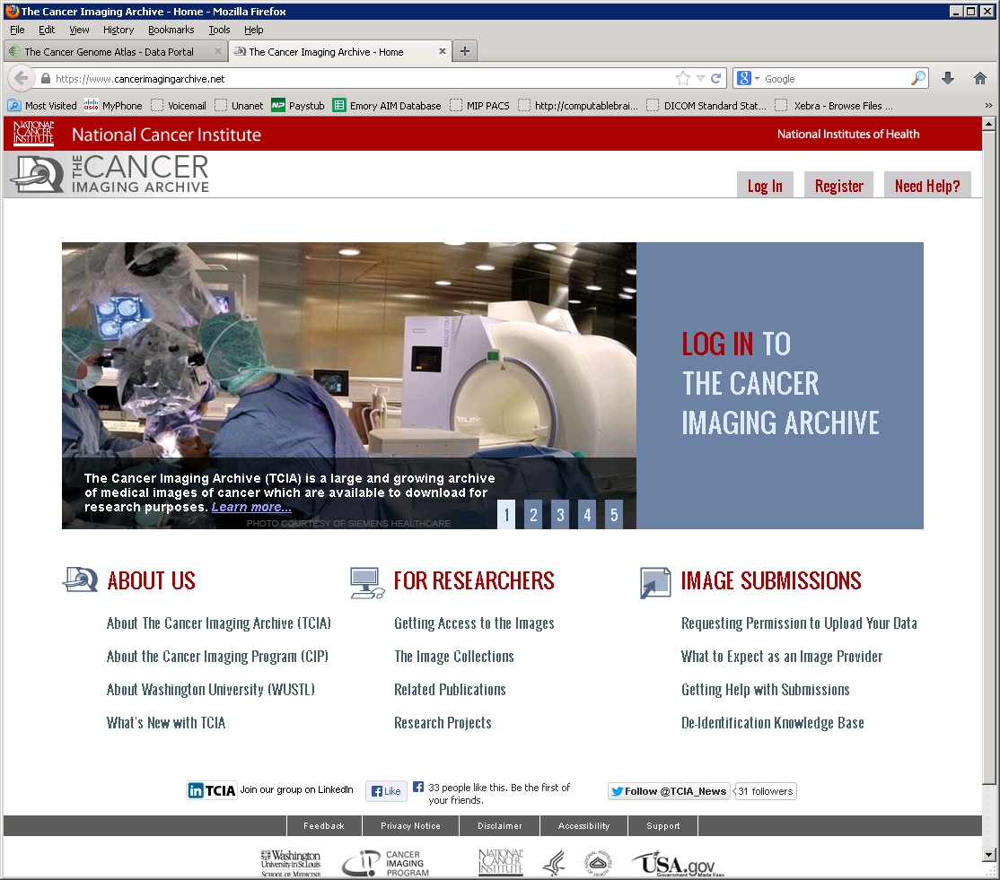 The Cancer Imaging Archive - Home - Mozilla Firefox
File Edit View History Bookmarks Tools Help
The Cancer Genome Atlas - Data Portal
The Cancer Imaging Archive - Home
https://www.cancerimagingarchive.net
Google
Most Visited
cisco MyPhone
Voicemail
Unanet
NP Paystub
Emory AIM Database
MIP PACS
http://computablebrai...
DICOM Standard Stat...
Xebra - Browse Files ...
NATIONAL CANCER INSTITUTE
National Cancer Institute
National Institutes of Health
THE CANCER
IMAGING ARCHIVE
Log In
Register
Need Help?
MAGNETOM
LOG IN TO
THE CANCER
IMAGING ARCHIVE
The Cancer Imaging Archive (TCIA) is a large and growing archive
of medical images of cancer which are available to download for
research purposes. Learn more...
PHOTO COURTESY OF SIEMENS HEALTHCARE
1 2 3 4 5
ABOUT US
About The Cancer Imaging Archive (TCIA)
About the Cancer Imaging Program (CIP)
About Washington University (WUSTL)
What's New with TCIA
FOR RESEARCHERS
Getting Access to the Images
The Image Collections
Related Publications
Research Projects
IMAGE SUBMISSIONS
Requesting Permission to Upload Your Data
What to Expect as an Image Provider
Getting Help with Submissions
De-Identification Knowledge Base
in TCIA Join our group on LinkedIn
Like
33 people like this. Be the first of
your friends.
Follow @TCIA_News
31 followers
Feedback
Privacy Notice
Disclaimer
Accessibility
Support
Washington
University in St. Louis
SCHOOL OF MEDICINE
CANCER
IMAGING
PROGRAM
NATIONAL
CANCER
INSTITUTE
USA.gov
Government Made Easy